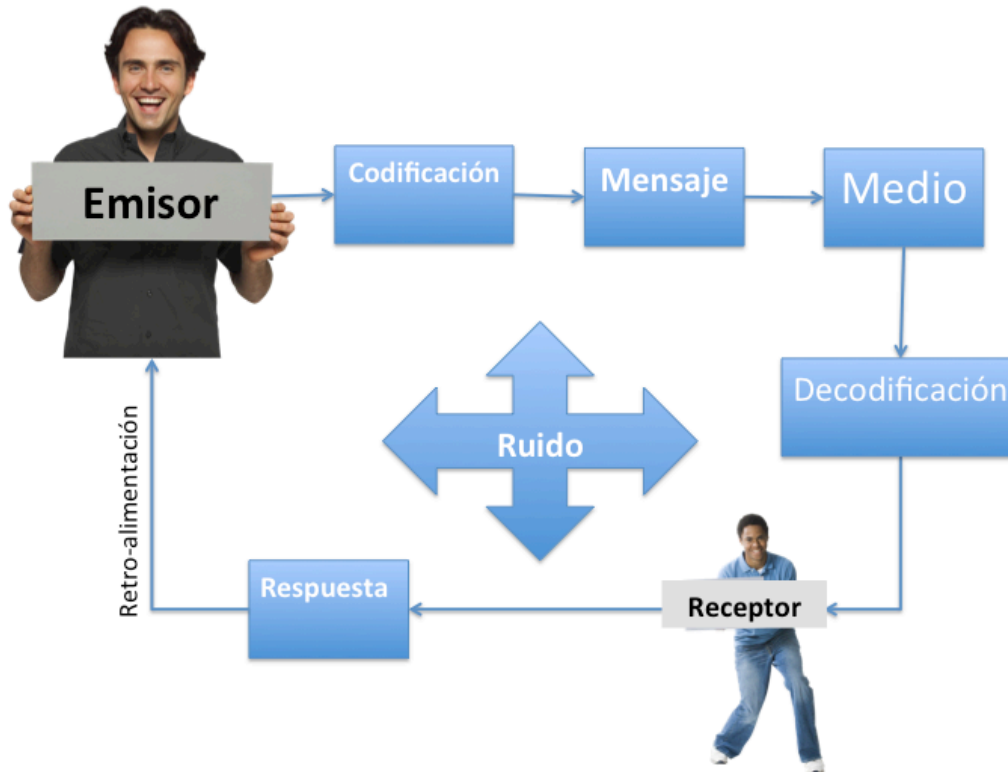 Emisor
Codificación
Mensaje
Medio
Decodificación
Ruido
Receptor
Respuesta
Retro-alimentación